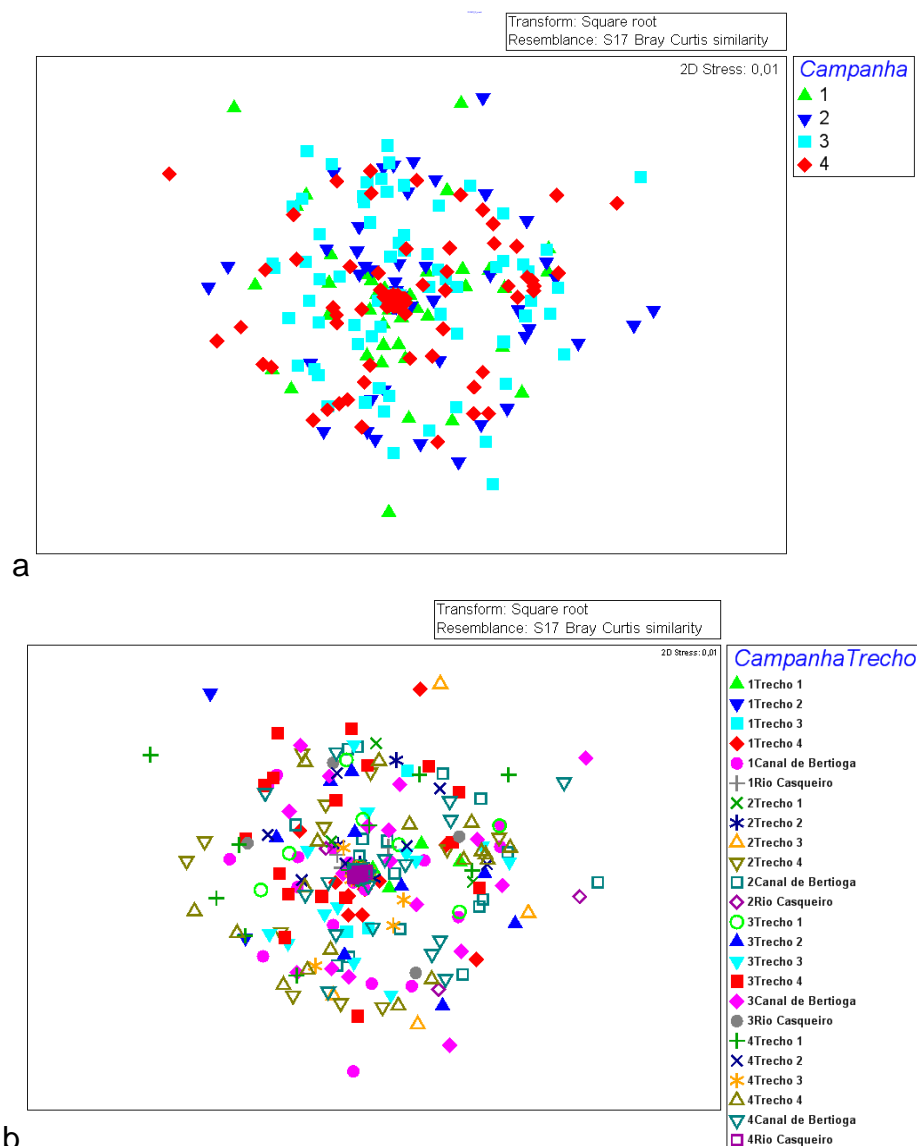 Transform: Square root
Resemblance: S17 Bray Curtis similarity
2D Stress: 0,01
Campanha
1
2
3
4
a
Transform: Square root
Resemblance: S17 Bray Curtis similarity
2D Stress: 0,01
CampanhaTrecho
1Trecho 1
1Trecho 2
1Trecho 3
1Trecho 4
1Canal de Bertioga
1Rio Casqueiro
2Trecho 1
2Trecho 2
2Trecho 3
2Trecho 4
2Canal de Bertioga
2Rio Casqueiro
3Trecho 1
3Trecho 2
3Trecho 3
3Trecho 4
3Canal de Bertioga
3Rio Casqueiro
4Trecho 1
4Trecho 2
4Trecho 3
4Trecho 4
4Canal de Bertioga
4Rio Casqueiro
b